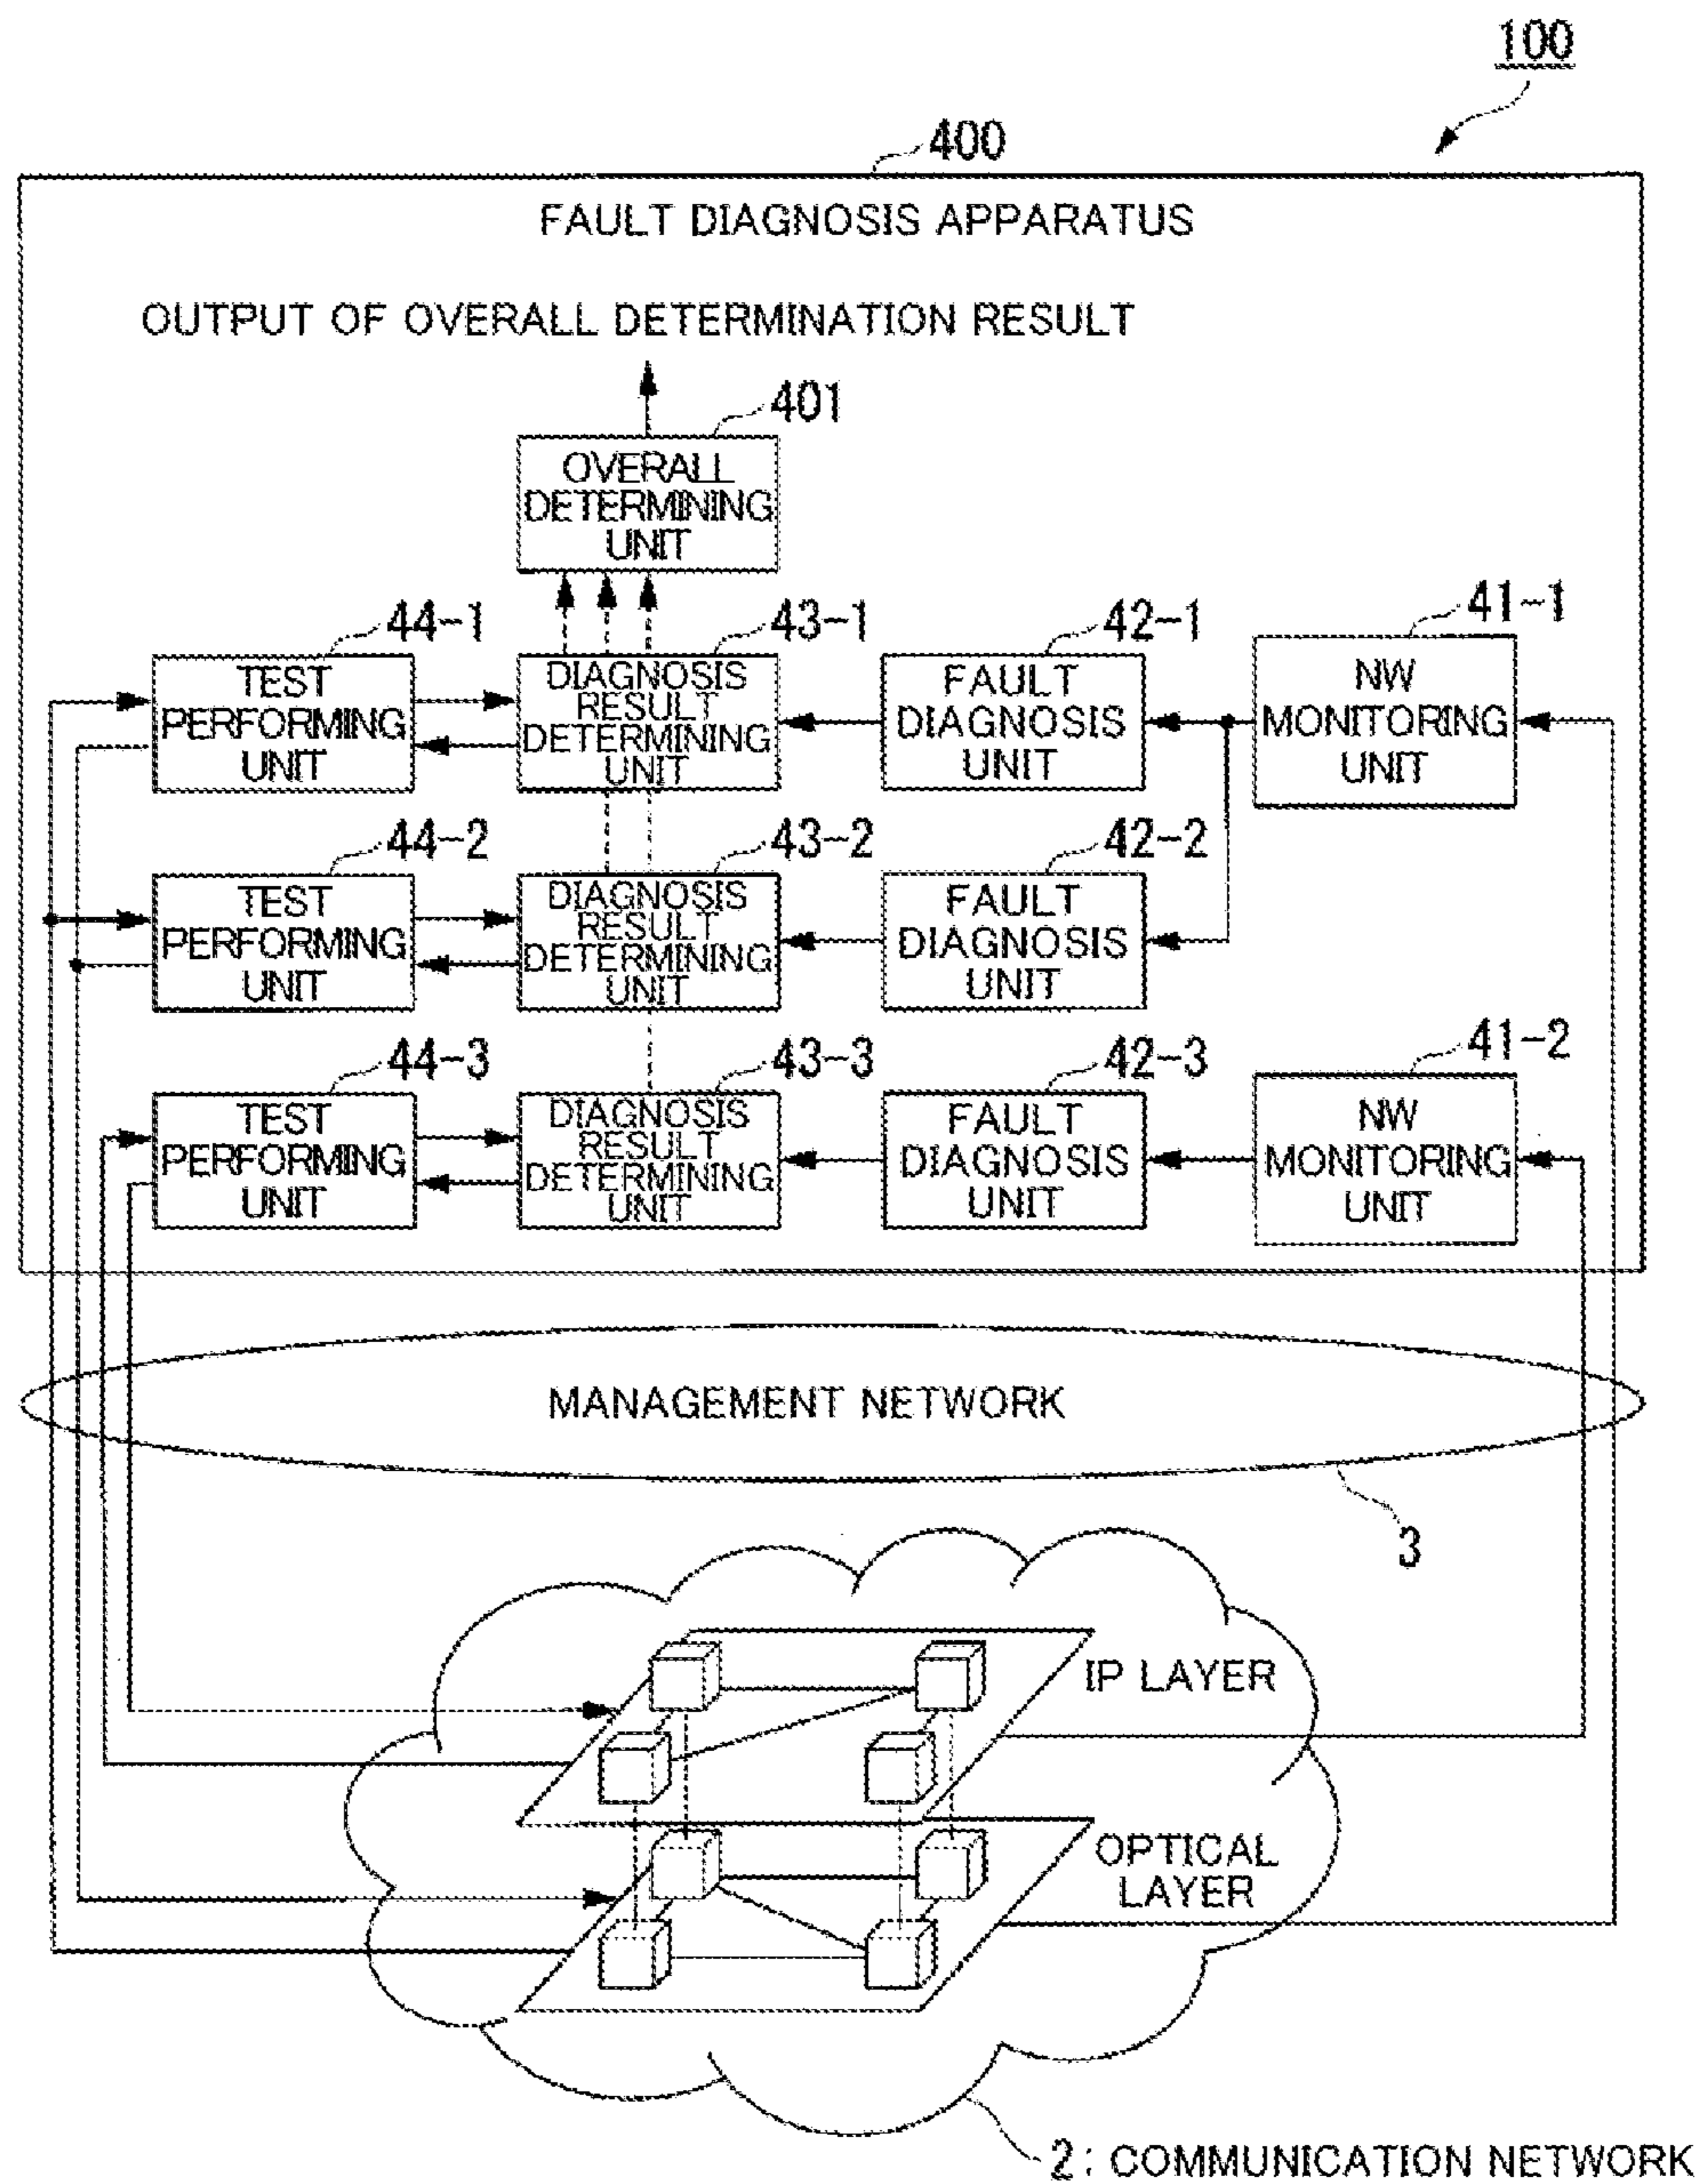 100
400
FAULT DIAGNOSIS APPARATUS
OUTPUT OF OVERALL DETERMINATION RESULT
401
OVERALL
DETERMINING
UNIT
44-1
43-1
42-1
41-1
TEST
PERFORMING
UNIT
DIAGNOSIS
RESULT
DETERMINING
UNIT
FAULT
DIAGNOSIS
UNIT
NW
MONITORING
UNIT
44-2
43-2
42-2
TEST
PERFORMING
UNIT
DIAGNOSIS
RESULT
DETERMINING
UNIT
FAULT
DIAGNOSIS
UNIT
44-3
43-3
42-3
41-2
TEST
PERFORMING
UNIT
DIAGNOSIS
RESULT
DETERMINING
UNIT
FAULT
DIAGNOSIS
UNIT
NW
MONITORING
UNIT
MANAGEMENT NETWORK
3
IP LAYER
OPTICAL
LAYER
2: COMMUNICATION NETWORK